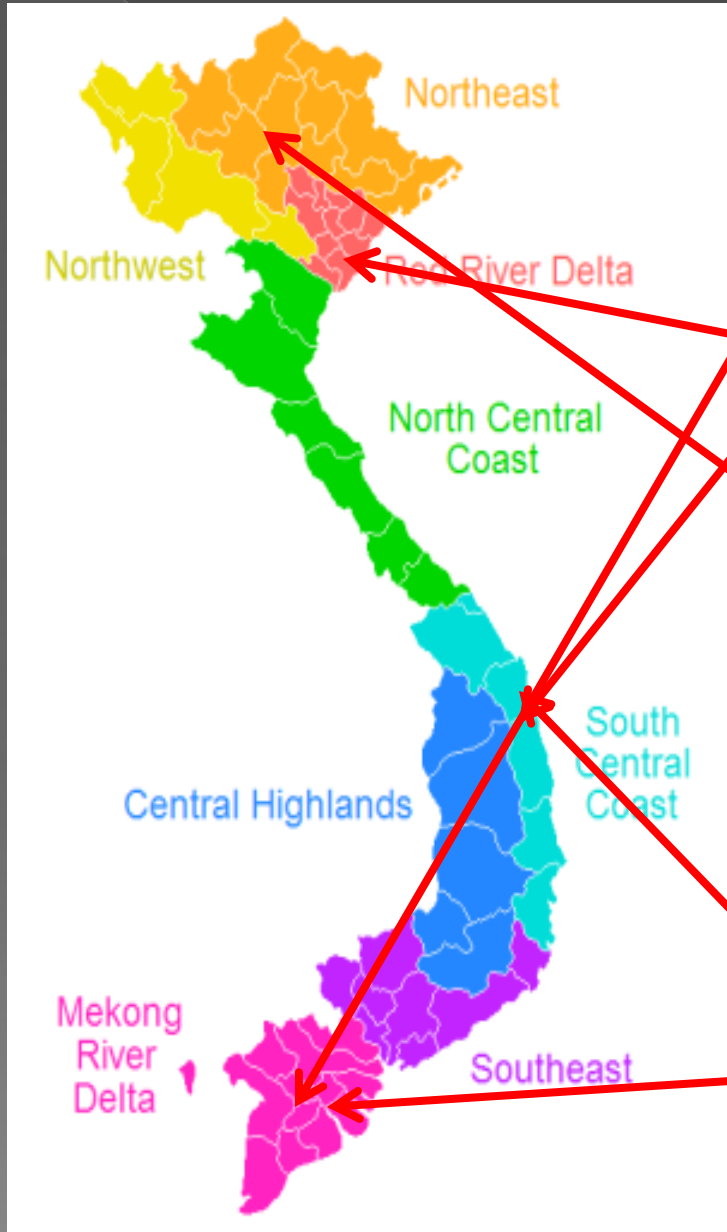 Northeast
Northwest
Red River Delta
North Central
Coast
South
Central
Coast
Central Highlands
Mekong
River
Delta
Southeast